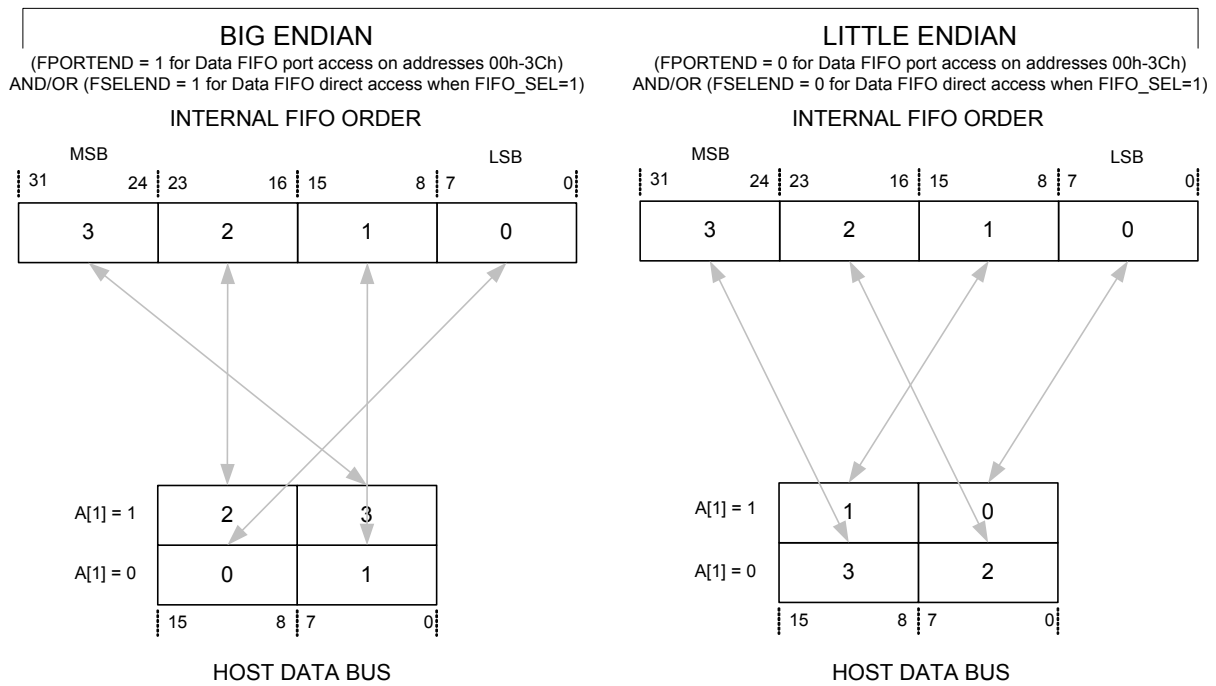 BIG ENDIAN
(FPORTEND = 1 for Data FIFO port access on addresses 00h-3Ch)
AND/OR (FSELEND = 1 for Data FIFO direct access when FIFO_SEL=1)
INTERNAL FIFO ORDER
MSB LSB
31 24 23 16 15 8 7 0
3 2 1 0
A[1] = 1 2 3
A[1] = 0 0 1
15 8 7 0
HOST DATA BUS
LITTLE ENDIAN
(FPORTEND = 0 for Data FIFO port access on addresses 00h-3Ch)
AND/OR (FSELEND = 0 for Data FIFO direct access when FIFO_SEL=1)
INTERNAL FIFO ORDER
MSB LSB
31 24 23 16 15 8 7 0
3 2 1 0
A[1] = 1 1 0
A[1] = 0 3 2
15 8 7 0
HOST DATA BUS